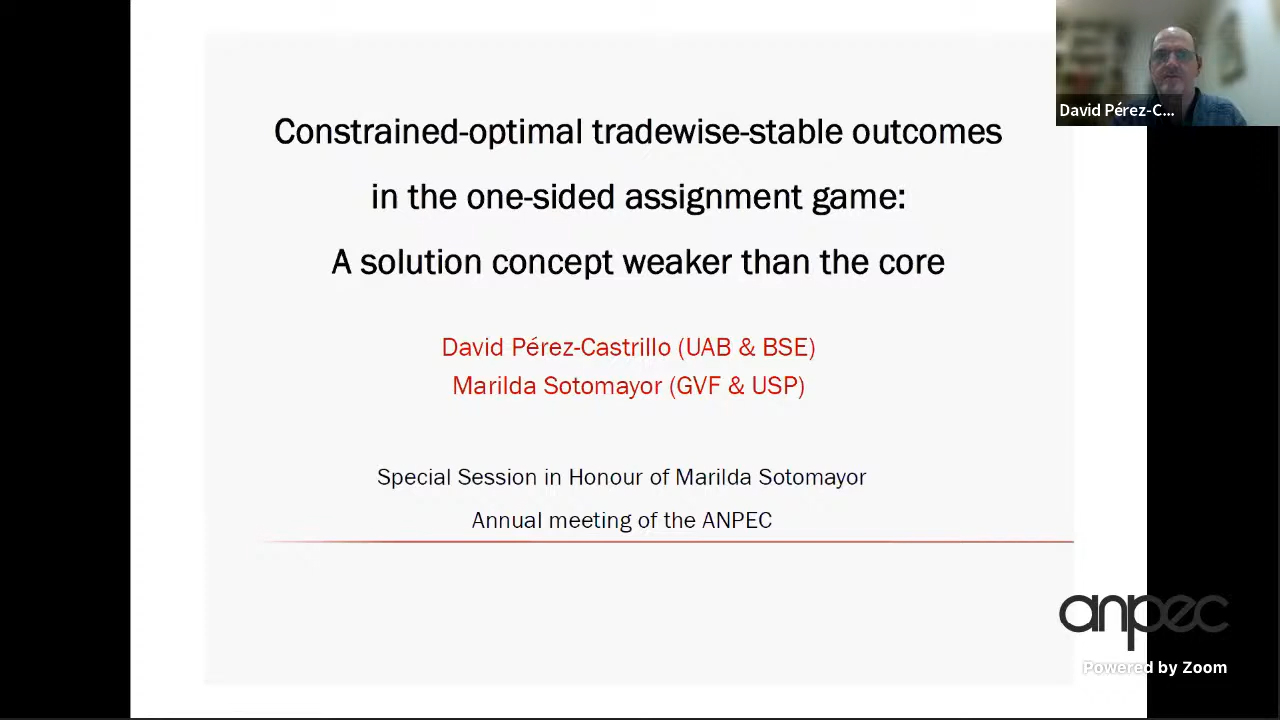 Constrained-optimal tradewise-stable outcomes
in the one-sided assignment game:
A solution concept weaker than the core
David Pérez-Castrillo (UAB & BSE)
Marilda Sotomayor (GVF & USP)
Special Session in Honour of Marilda Sotomayor
Annual meeting of the ANPEC
David Pérez-C...
anpec
Powered by Zoom